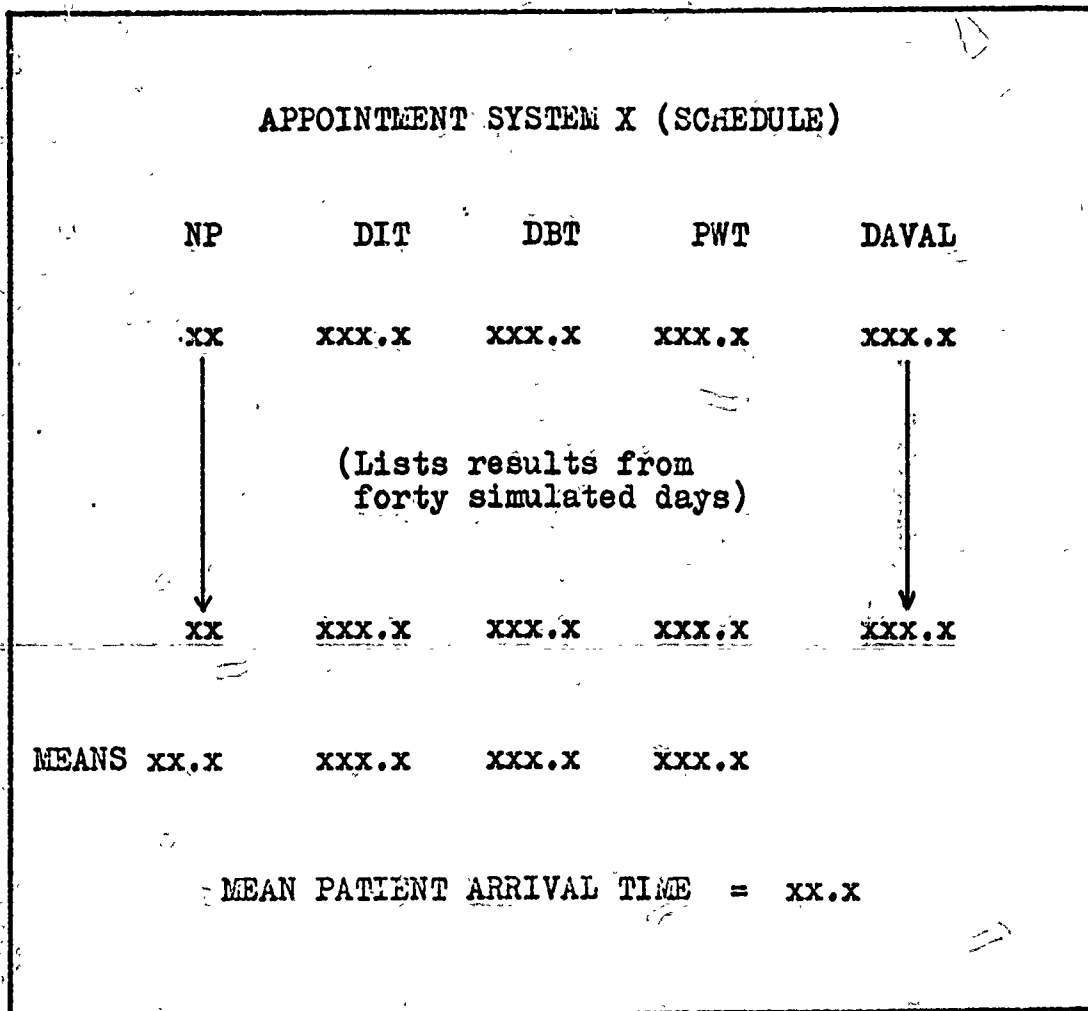 APPOINTMENT SYSTEM X (SCHEDULE)
NP DIT DBT PWT DAVAL
xx xxx.x xxx.x xxx.x xxx.x
(Lists results from
forty simulated days)
xx xxx.x xxx.x xxx.x xxx.x
MEANS xx.x xxx.x xxx.x xxx.x
MEAN PATIENT ARRIVAL TIME = xx.x